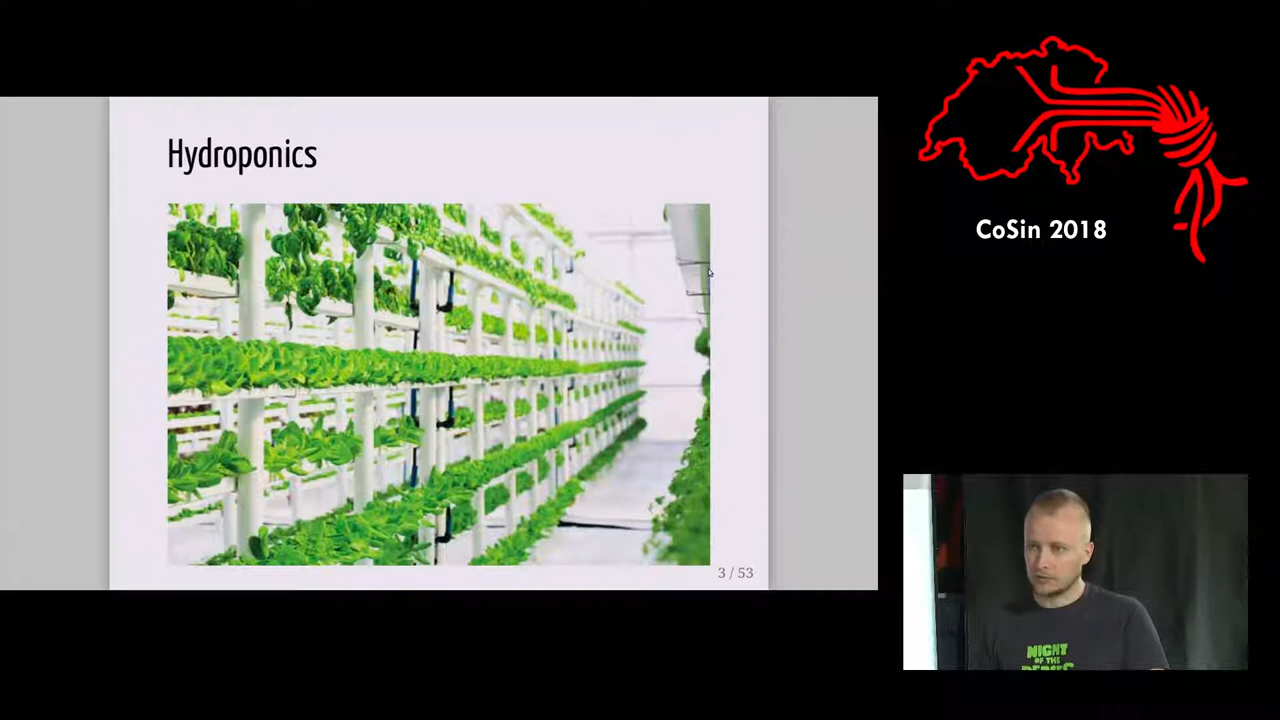 Hydroponics
CoSin 2018
3 / 53
NIGHT
OF THE